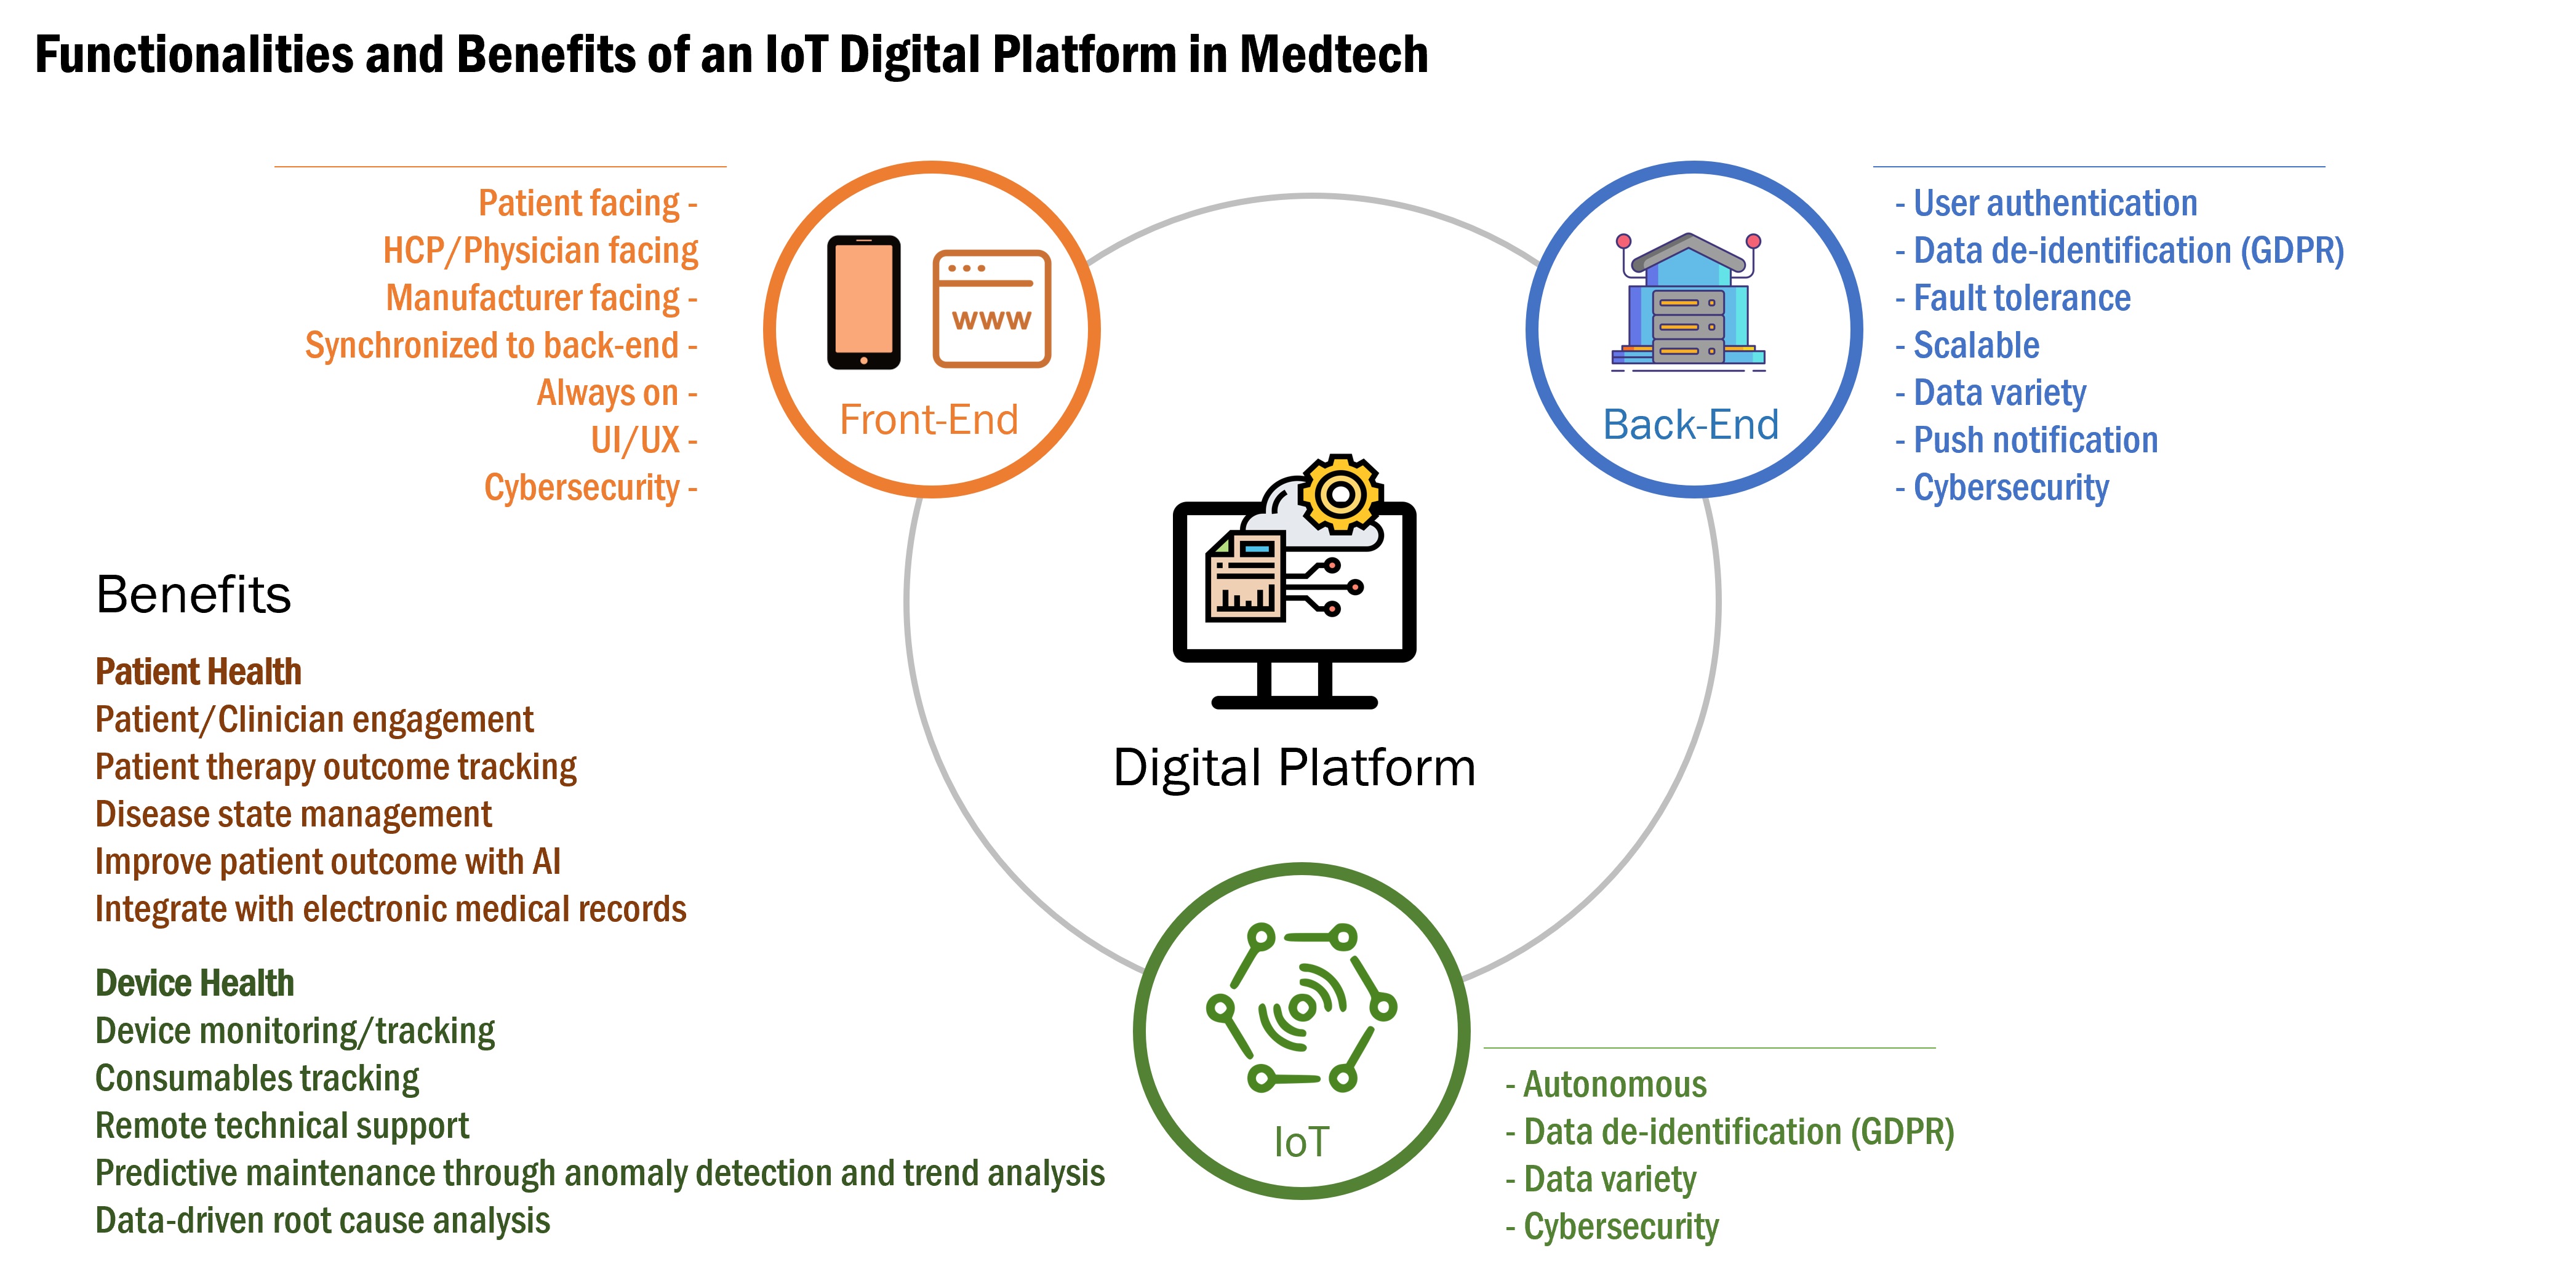 Functionalities and Benefits of an IoT Digital Platform in Medtech
Patient facing -
HCP/Physician facing
Manufacturer facing -
Synchronized to back-end -
Always on -
UI/UX -
Cybersecurity -
www
Front-End
Back-End
- User authentication
- Data de-identification (GDPR)
- Fault tolerance
- Scalable
- Data variety
- Push notification
- Cybersecurity
Digital Platform
Benefits
Patient Health
Patient/Clinician engagement
Patient therapy outcome tracking
Disease state management
Improve patient outcome with AI
Integrate with electronic medical records
Device Health
Device monitoring/tracking
Consumables tracking
Remote technical support
Predictive maintenance through anomaly detection and trend analysis
Data-driven root cause analysis
IoT
- Autonomous
- Data de-identification (GDPR)
- Data variety
- Cybersecurity